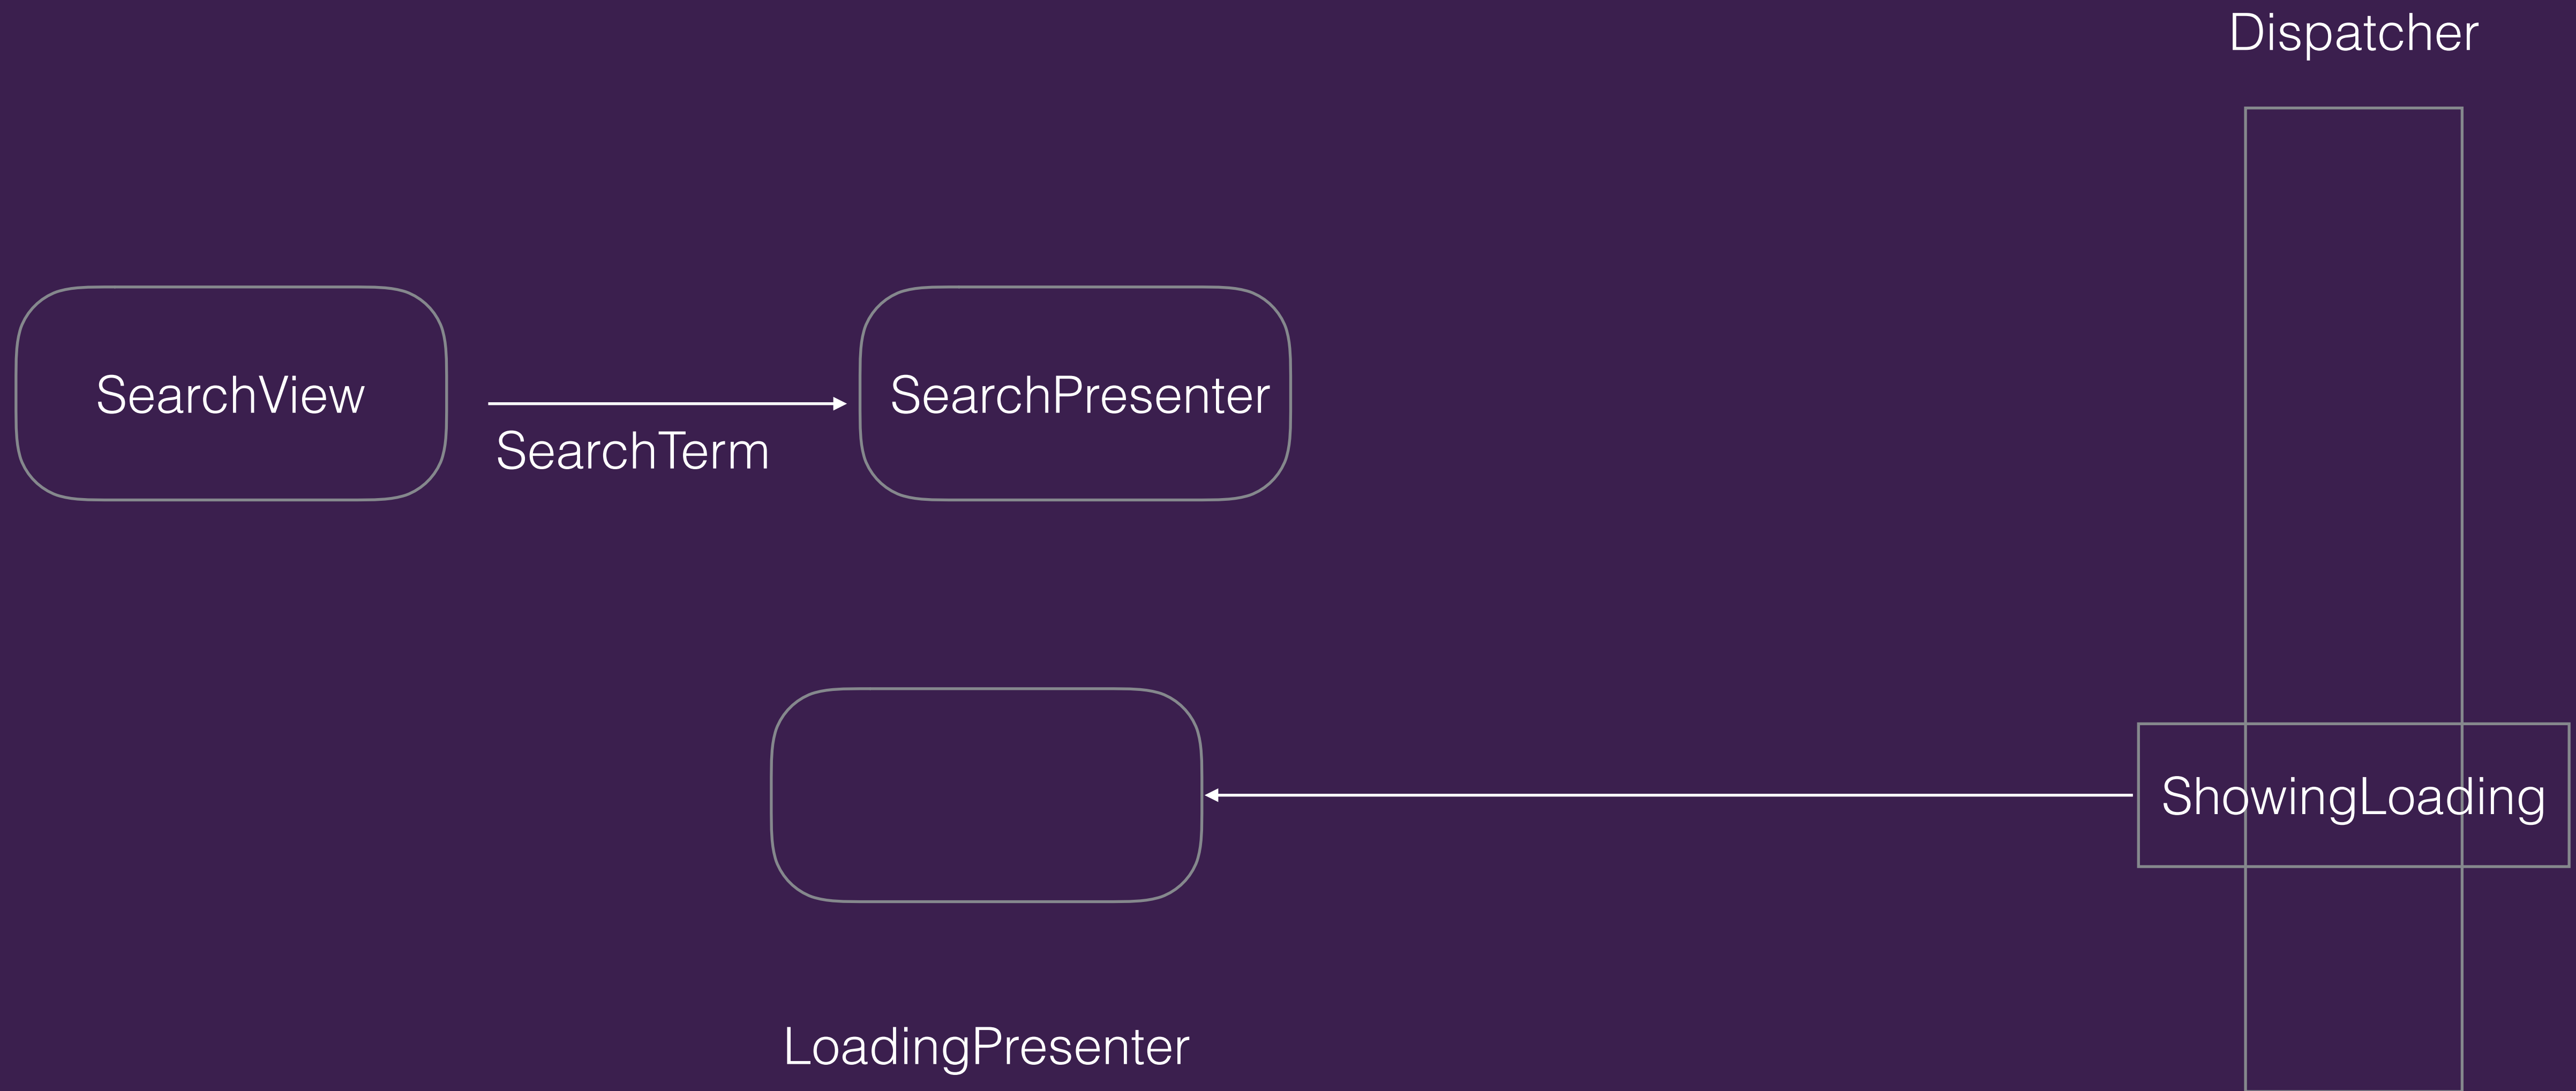 Dispatcher
SearchView
SearchPresenter
SearchTerm
ShowingLoading
LoadingPresenter